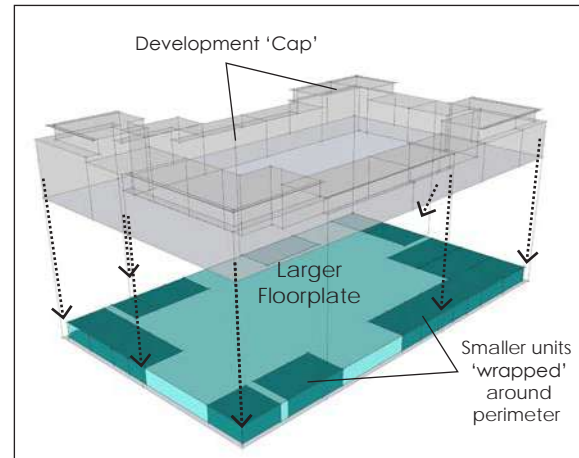 Development ‘Cap’
Larger
Floorplate
Smaller units
‘wrapped’
around
perimeter